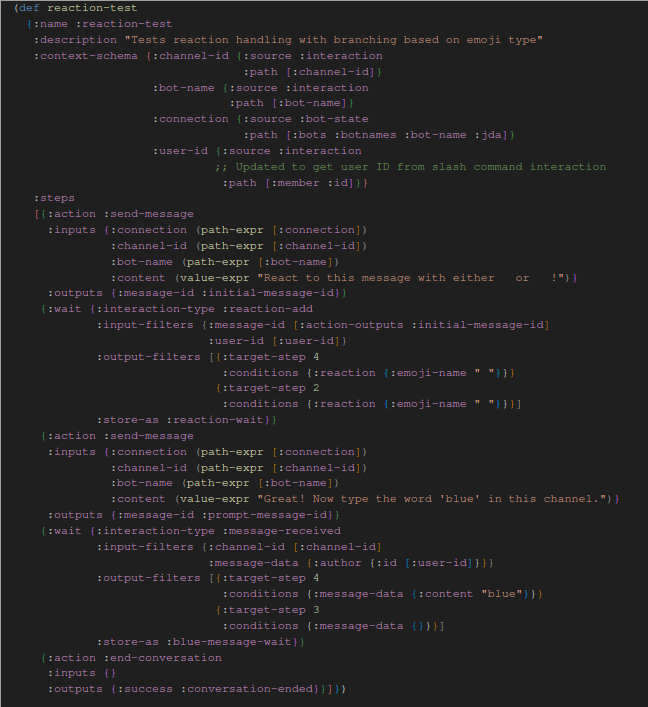 (def reaction-test
  {:name :reaction-test
   :description "Tests reaction handling with branching based on emoji type"
   :context-schema {:channel-id {:source :interaction
                                 :path [:channel-id]}
                    :bot-name {:source :interaction
                               :path [:bot-name]}
                    :connection {:source :bot-state
                                 :path [:bots :botnames :bot-name :jda]}
                    :user-id {:source :interaction
                             ;; Updated to get user ID from slash command interaction
                              :path [:member :id]}}
   :steps
   [{:action :send-message
     :inputs {:connection (path-expr [:connection])
              :channel-id (path-expr [:channel-id])
              :bot-name (path-expr [:bot-name])
              :content (value-expr "React to this message with either   or   !")}
     :outputs {:message-id :initial-message-id}}
    {:wait {:interaction-type :reaction-add
            :input-filters {:message-id [:action-outputs :initial-message-id]
                            :user-id [:user-id]}
            :output-filters [{:target-step 4
                              :conditions {:reaction {:emoji-name " "}}}
                             {:target-step 2
                              :conditions {:reaction {:emoji-name " "}}}]
            :store-as :reaction-wait}}
    {:action :send-message
     :inputs {:connection (path-expr [:connection])
              :channel-id (path-expr [:channel-id])
              :bot-name (path-expr [:bot-name])
              :content (value-expr "Great! Now type the word 'blue' in this channel.")}
     :outputs {:message-id :prompt-message-id}}
    {:wait {:interaction-type :message-received
            :input-filters {:channel-id [:channel-id]
                            :message-data {:author {:id [:user-id]}}}
            :output-filters [{:target-step 4
                              :conditions {:message-data {:content "blue"}}}
                             {:target-step 3
                              :conditions {:message-data {}}}]
            :store-as :blue-message-wait}}
    {:action :end-conversation
     :inputs {}
     :outputs {:success :conversation-ended}}]})